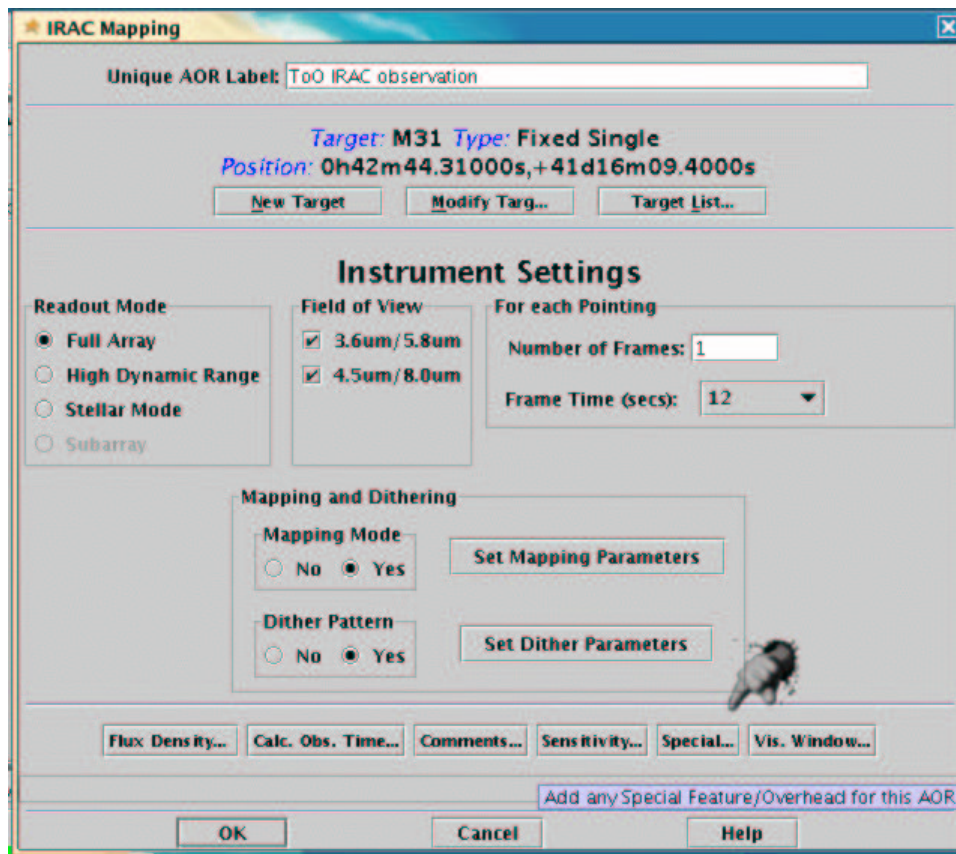 IRAC Mapping
Unique AOR Label: ToO IRAC observation
Target: M31 Type: Fixed Single
Position: 0h42m44.31000s,+41d16m09.4000s
New Target Modify Targ... Target List...
Instrument Settings
Readout Mode
Full Array
High Dynamic Range
Stellar Mode
Subarray
Field of View
3.6um/5.8um
4.5um/8.0um
For each Pointing
Number of Frames: 1
Frame Time (secs): 12
Mapping and Dithering
Mapping Mode
No Yes
Set Mapping Parameters
Dither Pattern
No Yes
Set Dither Parameters
Flux Density... Calc. Obs. Time... Comments... Sensitivity... Special... Vis. Window...
Add any Special Feature/Overhead for this AOR
OK Cancel Help